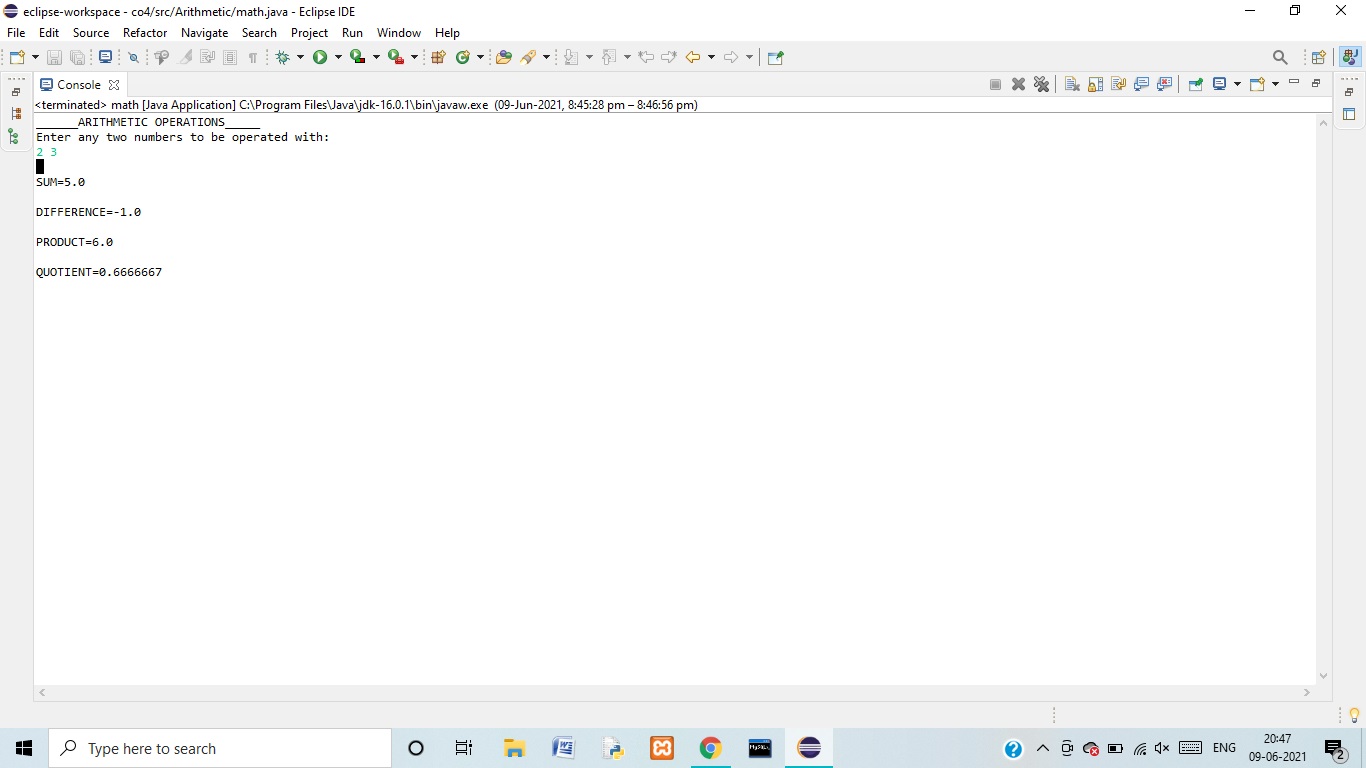 eclipse-workspace - co4/src/Arithmetic/math.java - Eclipse IDE
File Edit Source Refactor Navigate Search Project Run Window Help
Console
<terminated> math [Java Application] C:\Program Files\Java\jdk-16.0.1\bin\javaw.exe (09-Jun-2021, 8:45:28 pm – 8:46:56 pm)
______ARITHMETIC OPERATIONS_____
Enter any two numbers to be operated with:
2 3
SUM=5.0
DIFFERENCE=-1.0
PRODUCT=6.0
QUOTIENT=0.6666667
Type here to search
MySQL
ENG
20:47
09-06-2021
2